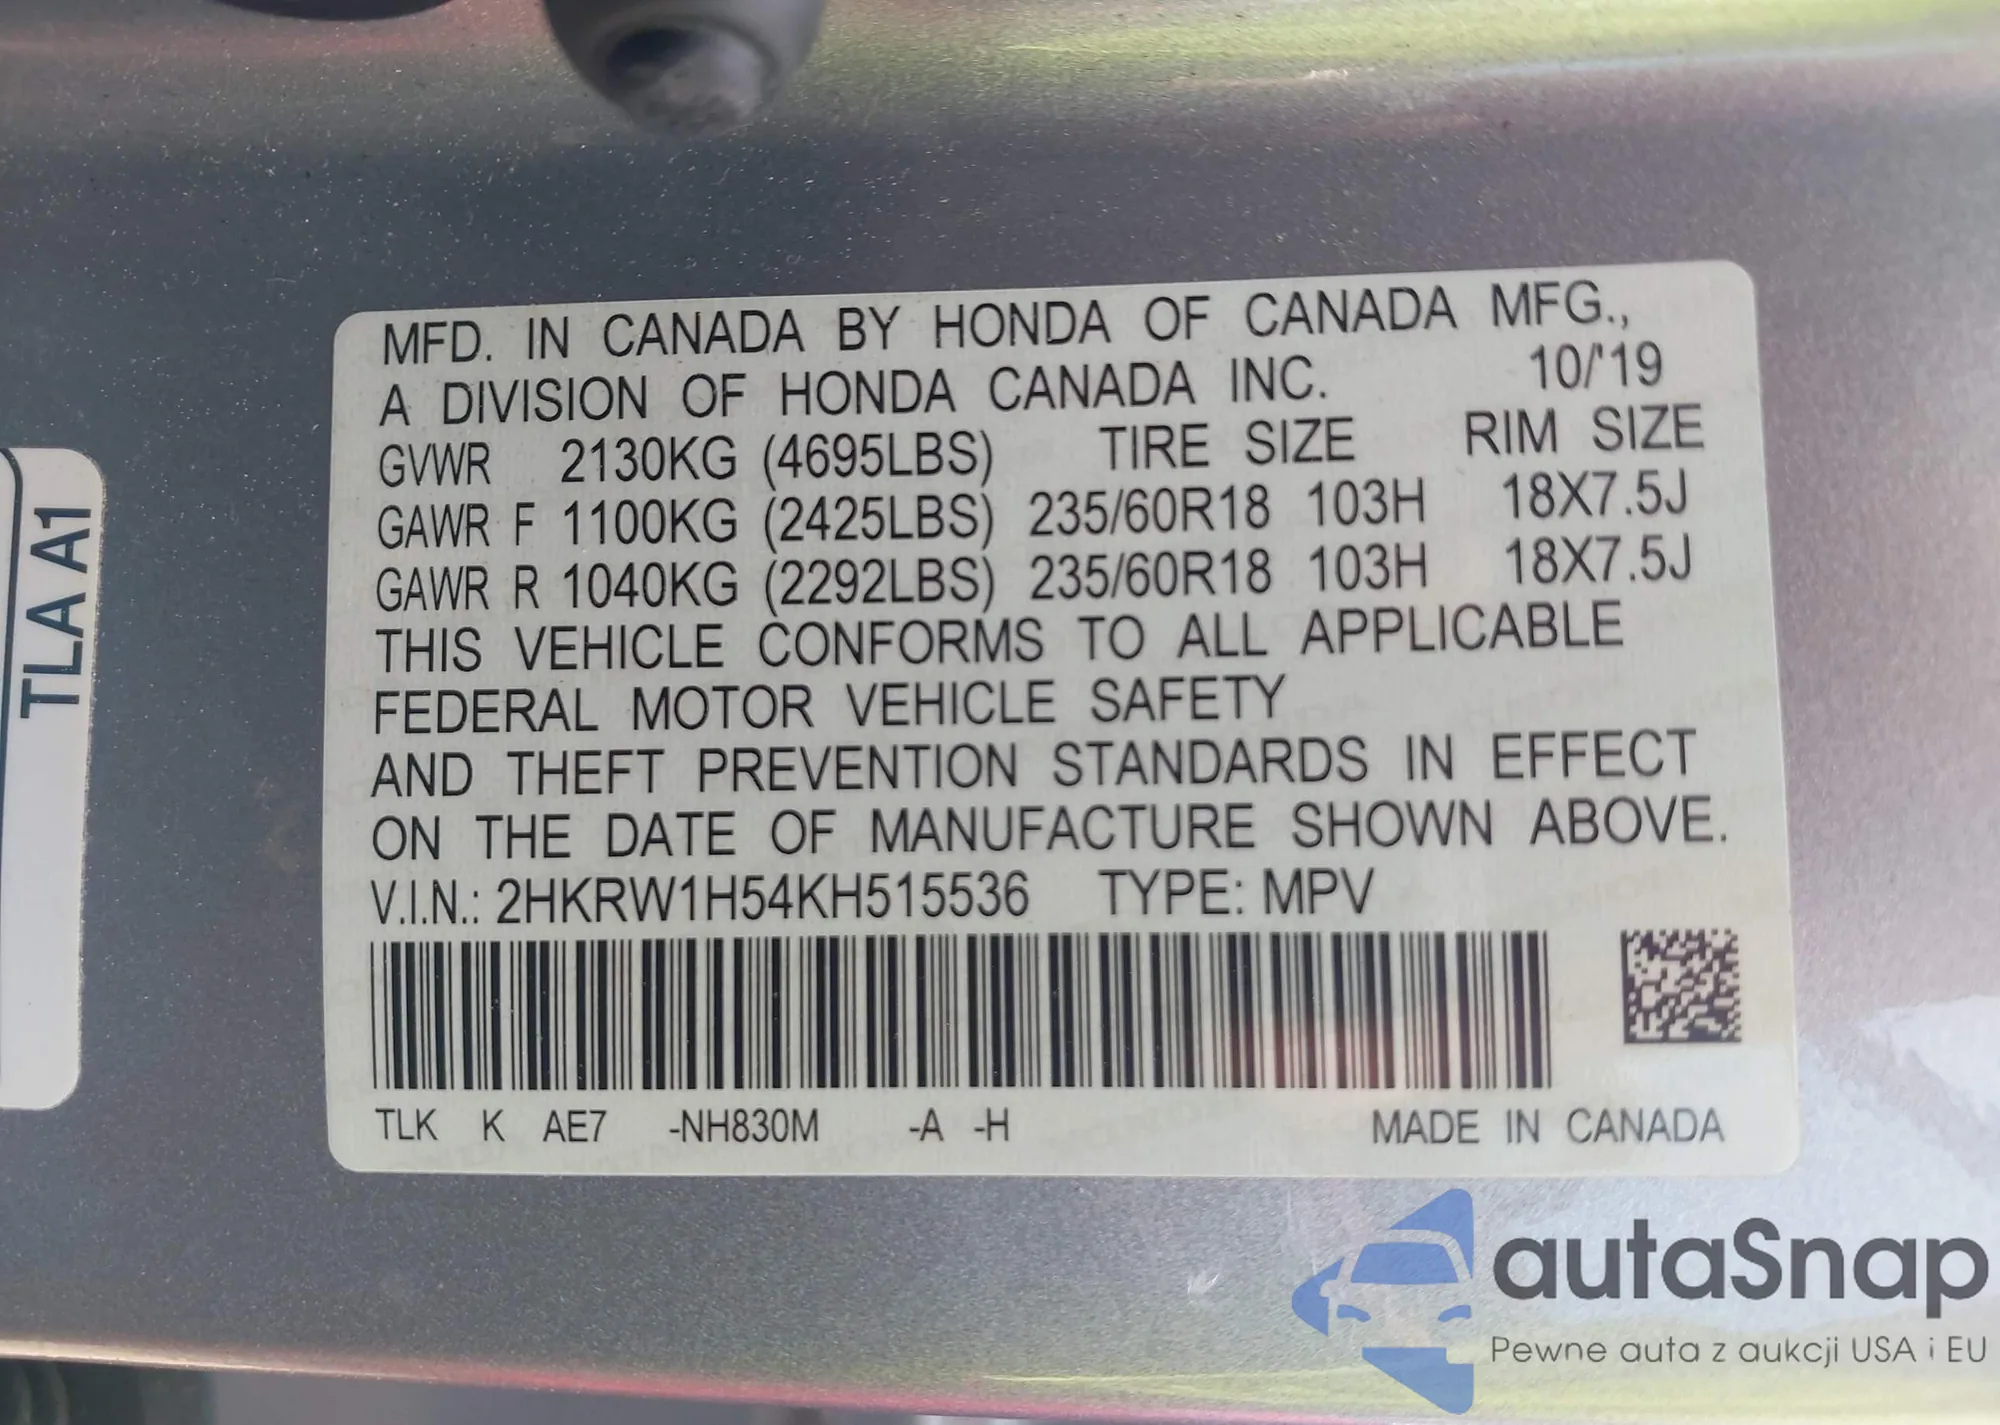 MFD. IN CANADA BY HONDA OF CANADA MFG.,
A DIVISION OF HONDA CANADA INC. 10/'19
GVWR 2130KG (4695LBS) TIRE SIZE RIM SIZE
GAWR F 1100KG (2425LBS) 235/60R18 103H 18X7.5J
GAWR R 1040KG (2292LBS) 235/60R18 103H 18X7.5J
THIS VEHICLE CONFORMS TO ALL APPLICABLE
FEDERAL MOTOR VEHICLE SAFETY
AND THEFT PREVENTION STANDARDS IN EFFECT
ON THE DATE OF MANUFACTURE SHOWN ABOVE.
V.I.N.: 2HKRW1H54KH515536 TYPE: MPV
TLK K AE7 -NH830M -A -H MADE IN CANADA
TLA A1
autaSnap
Pewne auta z aukcji USA i EU